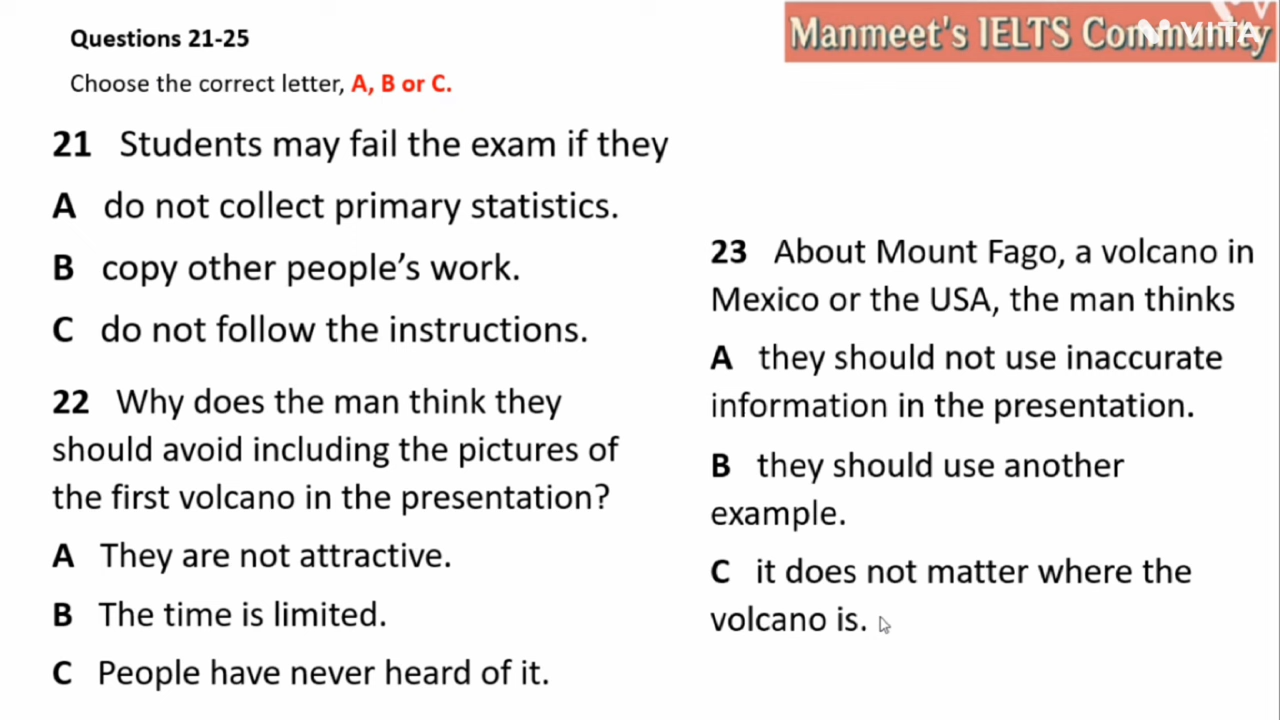 Questions 21-25
Manmeet's IELTS Community
VITA
Choose the correct letter, A, B or C.
21 Students may fail the exam if they
A do not collect primary statistics.
B copy other people’s work.
C do not follow the instructions.
22 Why does the man think they
should avoid including the pictures of
the first volcano in the presentation?
A They are not attractive.
B The time is limited.
C People have never heard of it.
23 About Mount Fago, a volcano in
Mexico or the USA, the man thinks
A they should not use inaccurate
information in the presentation.
B they should use another
example.
C it does not matter where the
volcano is.